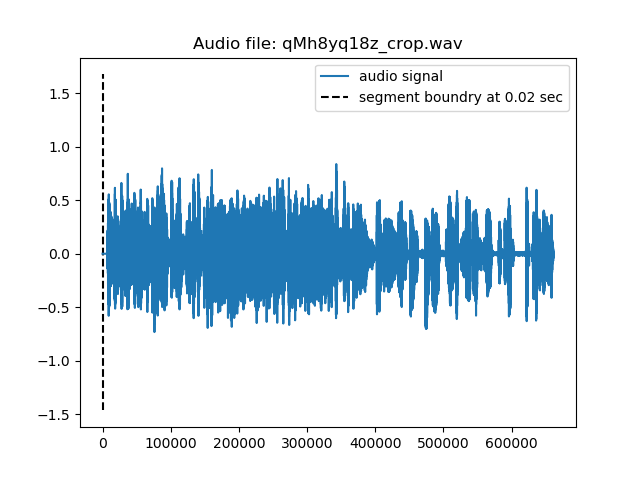 Audio file: qMh8yq18z_crop.wav
audio signal
segment boundry at 0.02 sec
1.5
1.0
0.5
0.0
−0.5
−1.0
−1.5
0 100000 200000 300000 400000 500000 600000